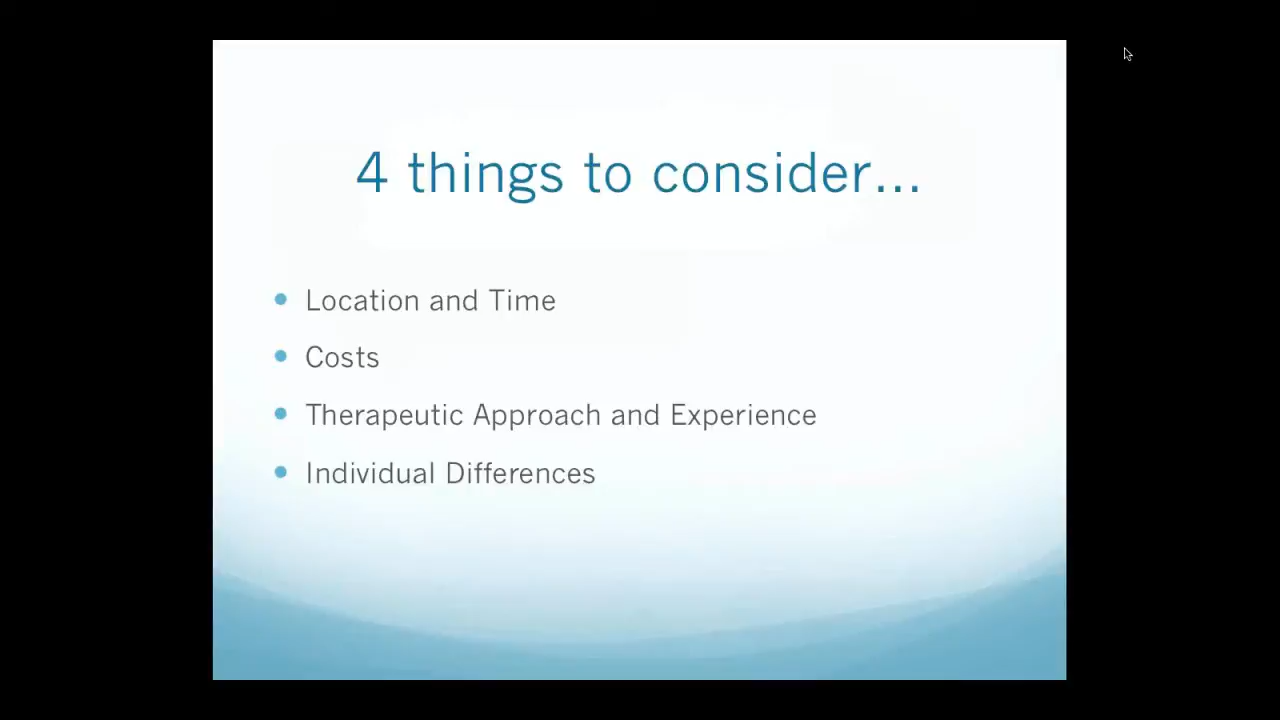 4 things to consider...
Location and Time
Costs
Therapeutic Approach and Experience
Individual Differences